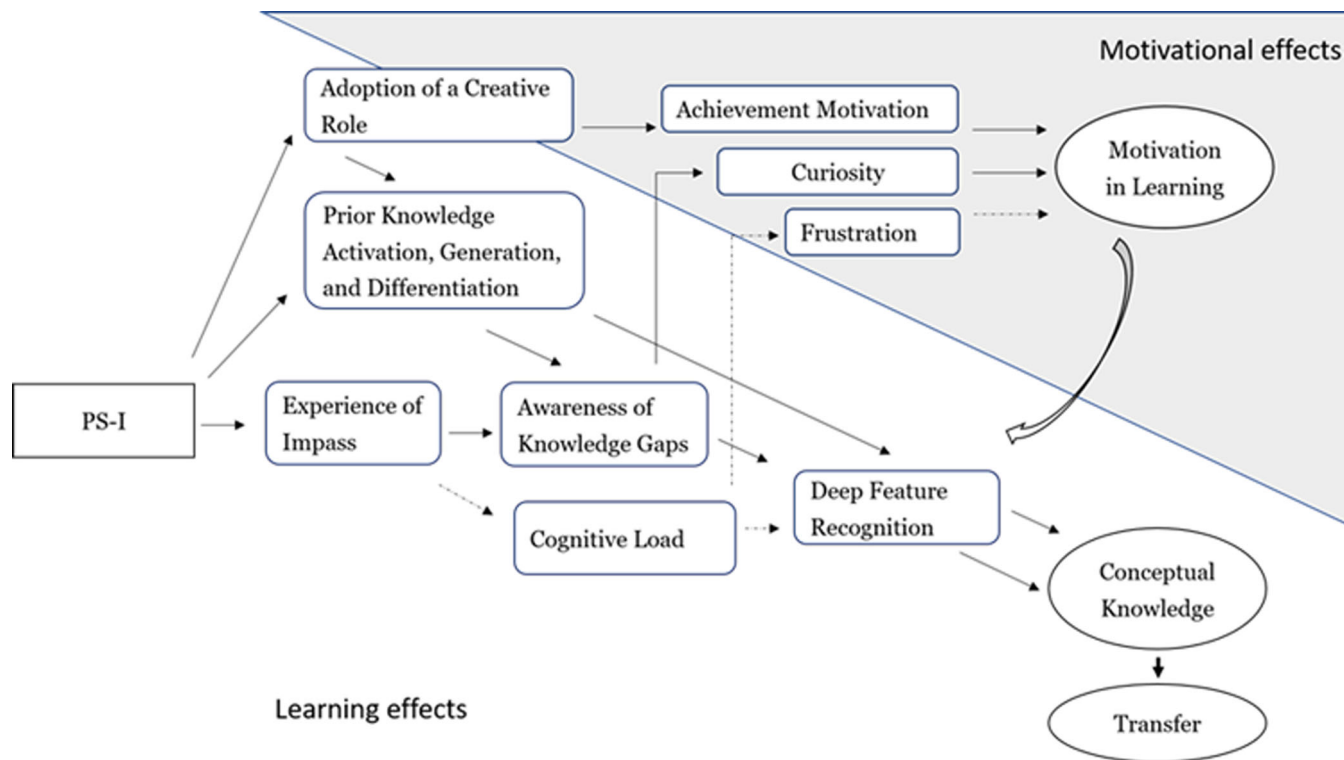 Motivational effects
Adoption of a Creative
Role
Achievement Motivation
Curiosity
Frustration
Motivation
in Learning
Prior Knowledge
Activation, Generation,
and Differentiation
PS-I
Experience of
Impass
Awareness of
Knowledge Gaps
Cognitive Load
Deep Feature
Recognition
Conceptual
Knowledge
Transfer
Learning effects